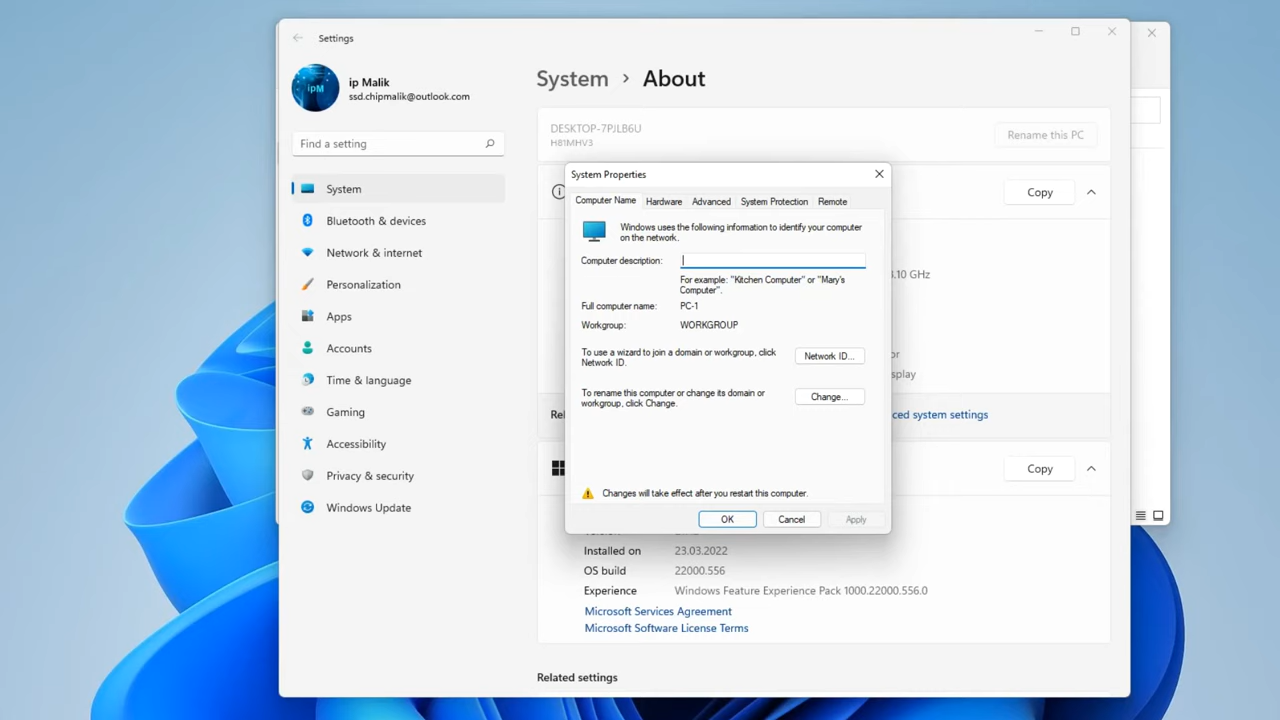 Settings
ip Malik
ssd.chipmalik@outlook.com
ipM
Find a setting
System
Bluetooth & devices
Network & internet
Personalization
Apps
Accounts
Time & language
Gaming
Accessibility
Privacy & security
Windows Update
System › About
DESKTOP-7PJLB6U
H81MHV3
Rename this PC
Copy
System Properties
Computer Name Hardware Advanced System Protection Remote
Windows uses the following information to identify your computer
on the network.
Computer description:
For example: "Kitchen Computer" or "Mary's
Computer".
Full computer name: PC-1
Workgroup: WORKGROUP
To use a wizard to join a domain or workgroup, click
Network ID.
Network ID...
To rename this computer or change its domain or
workgroup, click Change.
Change...
Changes will take effect after you restart this computer.
OK Cancel Apply
.10 GHz
or
display
ced system settings
Copy
Installed on 23.03.2022
OS build 22000.556
Experience Windows Feature Experience Pack 1000.22000.556.0
Microsoft Services Agreement
Microsoft Software License Terms
Related settings